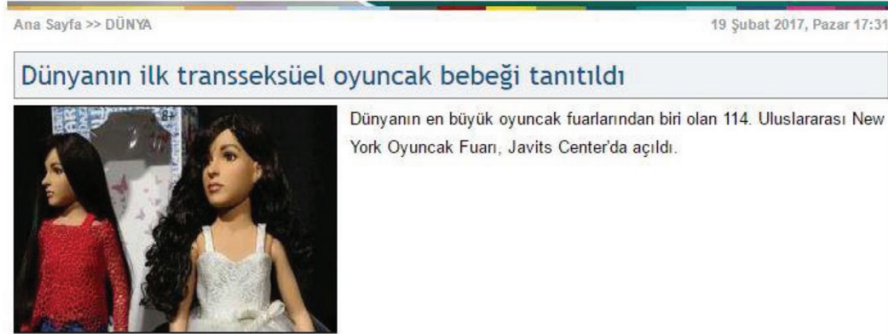 Ana Sayfa >> DÜNYA
19 Şubat 2017, Pazar 17:31
Dünyanın ilk transseksüel oyuncak bebeği tanıtıldı
8+
Dünyanın en büyük oyuncak fuarlarından biri olan 114. Uluslararası New
York Oyuncak Fuarı, Javits Center'da açıldı.